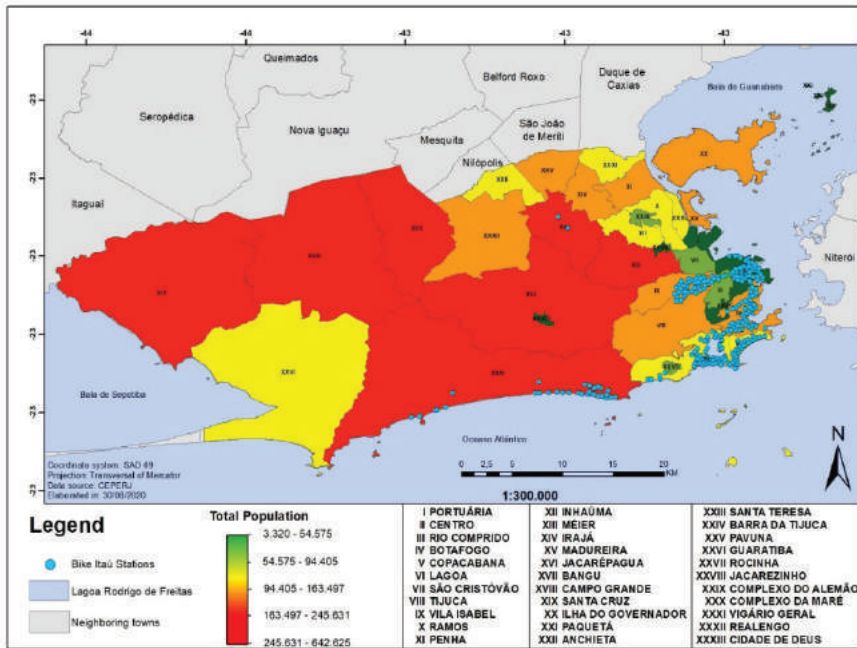 -44
-44
-43
-43
-43
Queimados
Belford Roxo
Duque de
Caxias
Baía de Guanabara
Seropédica
Nova Iguaçu
São João
de Meriti
Mesquita
Nilópolis
Itaguaí
Niterói
Baía de Sepetiba
Oceano Atlântico
XXVI
XX
XXII
XXV
XXXI
-23
-23
-23
-23
-23
-23
Coordinate system: SAD 69
Projection: Transversal of Mercator
Data source: CEPERJ
Elaborated in: 30/08/2020
0 2,5 5 10 15 20
KM
1:300.000
N
Legend
Bike Itaú Stations
Lagoa Rodrigo de Freitas
Neighboring towns
Total Population
3.320 - 54.575
54.575 - 94.405
94.405 - 163.497
163.497 - 245.631
245.631 - 642.625
I PORTUÁRIA
II CENTRO
III RIO COMPRIDO
IV BOTAFOGO
V COPACABANA
VI LAGOA
VII SÃO CRISTÓVÃO
VIII TIJUCA
IX VILA ISABEL
X RAMOS
XI PENHA
XII INHAÚMA
XIII MÉIER
XIV IRAJÁ
XV MADUREIRA
XVI JACARÉPAGUA
XVII BANGU
XVIII CAMPO GRANDE
XIX SANTA CRUZ
XX ILHA DO GOVERNADOR
XXI PAQUETÁ
XXII ANCHIETA
XXIII SANTA TERESA
XXIV BARRA DA TIJUCA
XXV PAVUNA
XXVI GUARATIBA
XXVII ROCINHA
XXVIII JACAREZINHO
XXIX COMPLEXO DO ALEMÃO
XXX COMPLEXO DA MARÉ
XXXI VIGÁRIO GERAL
XXXII REALENGO
XXXIII CIDADE DE DEUS